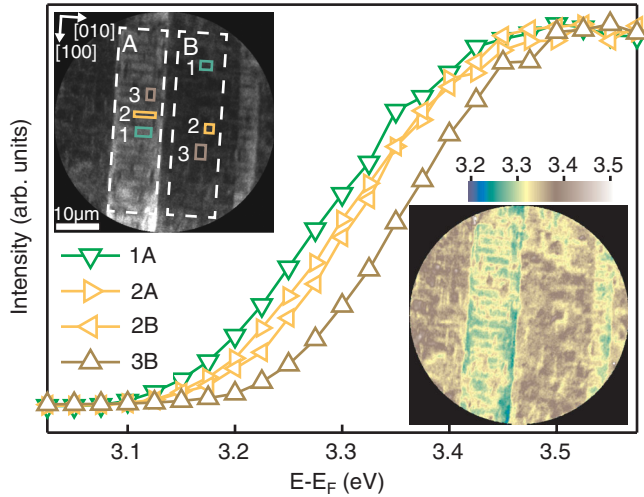 [010]
[100]
A
B
1
3
2
1
2
3
10µm
3.2 3.3 3.4 3.5
1A
2A
2B
3B
Intensity (arb. units)
3.1 3.2 3.3 3.4 3.5
E-E_F (eV)